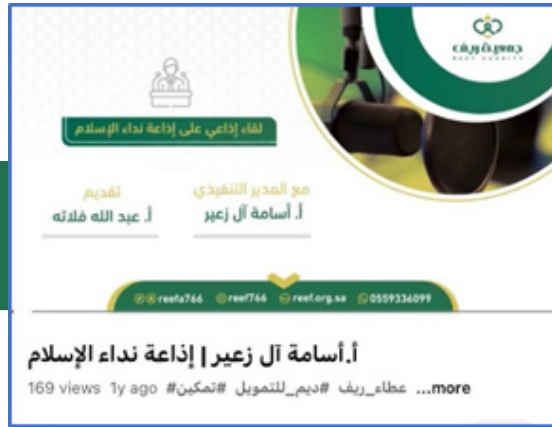 جمعية ريف
REEF CHARITY
لقاء إذاعي على إذاعة نداء الإسلام
مع المدير التنفيذي
أ. أسامة آل زعير
تقديم
أ. عبد الله فلاته
reefa766 reef766 reef.org.sa 0559336099
أ.أسامة آل زعير | إذاعة نداء الإسلام
169 views 1y ago #عطاء_ريف #ديم_للتمويل #تمكين ...more